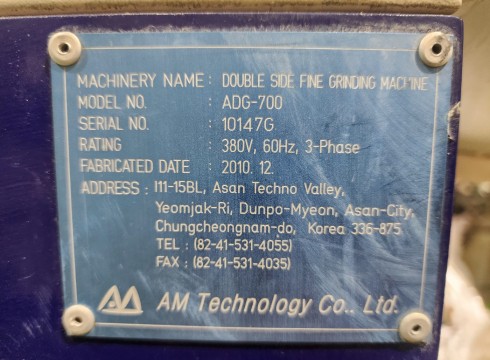 MACHINERY NAME : DOUBLE SIDE FINE GRINDING MACHINE
MODEL NO. : ADG-700
SERIAL NO. : 10147G
RATING : 380V, 60Hz, 3-Phase
FABRICATED DATE : 2010. 12.
ADDRESS : 111-15BL, Asan Techno Valley,
Yeomjak-Ri, Dunpo-Myeon, Asan-City,
Chungcheongnam-do, Korea 336-875
TEL : (82-41-531-4055)
FAX : (82-41-531-4035)
AM Technology Co., Ltd.